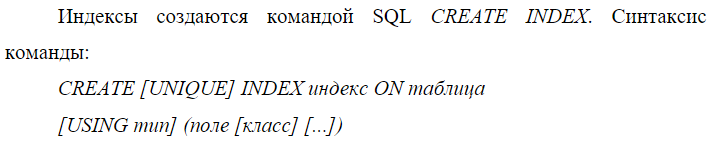 Индексы создаются командой SQL CREATE INDEX. Синтаксис
команды:
CREATE [UNIQUE] INDEX индекс ON таблица
[USING тип] (поле [класс] [...])